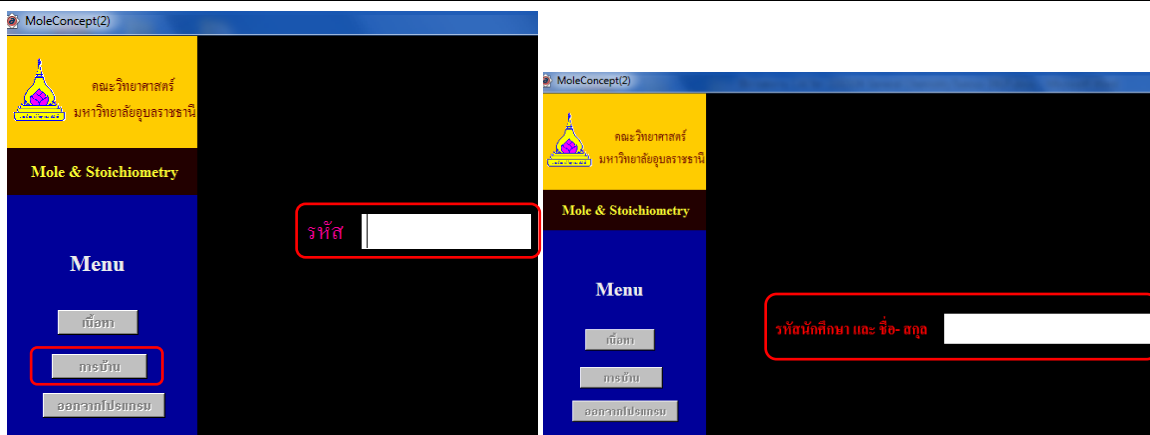 MoleConcept(2)
คณะวิทยาศาสตร์
มหาวิทยาลัยอุบลราชธานี
Mole & Stoichiometry
รหัส
Menu
เนื้อหา
การบ้าน
ออกจากโปรแกรม
MoleConcept(2)
คณะวิทยาศาสตร์
มหาวิทยาลัยอุบลราชธานี
Mole & Stoichiometry
Menu
รหัสนักศึกษา และ ชื่อ- สกุล
เนื้อหา
การบ้าน
ออกจากโปรแกรม